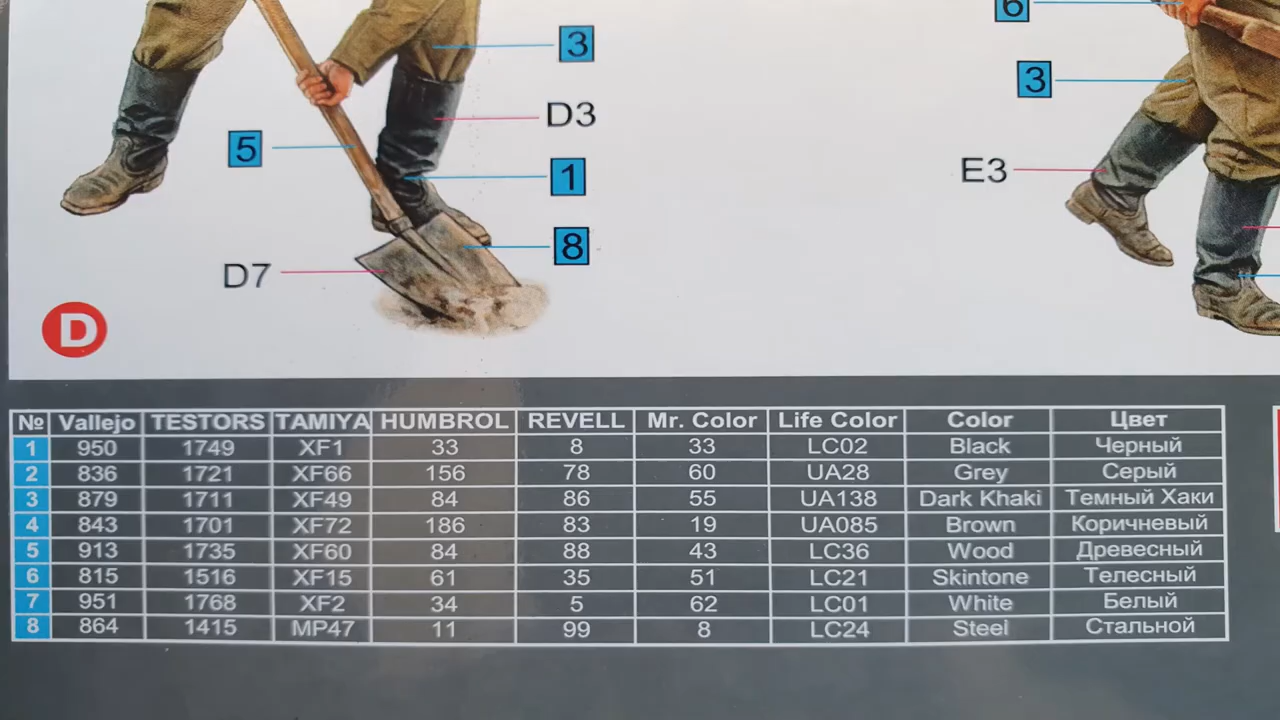 6
3
3
D3
5
E3
1
8
D7
D
№ Vallejo TESTORS TAMIYA HUMBROL REVELL Mr. Color Life Color Color Цвет
1 950 1749 XF1 33 8 33 LC02 Black Черный
2 836 1721 XF66 156 78 60 UA28 Grey Серый
3 879 1711 XF49 84 86 55 UA138 Dark Khaki Темный Хаки
4 843 1701 XF72 186 83 19 UA085 Brown Коричневый
5 913 1735 XF60 84 88 43 LC36 Wood Древесный
6 815 1516 XF15 61 35 51 LC21 Skintone Телесный
7 951 1768 XF2 34 5 62 LC01 White Белый
8 864 1415 MP47 11 99 8 LC24 Steel Стальной